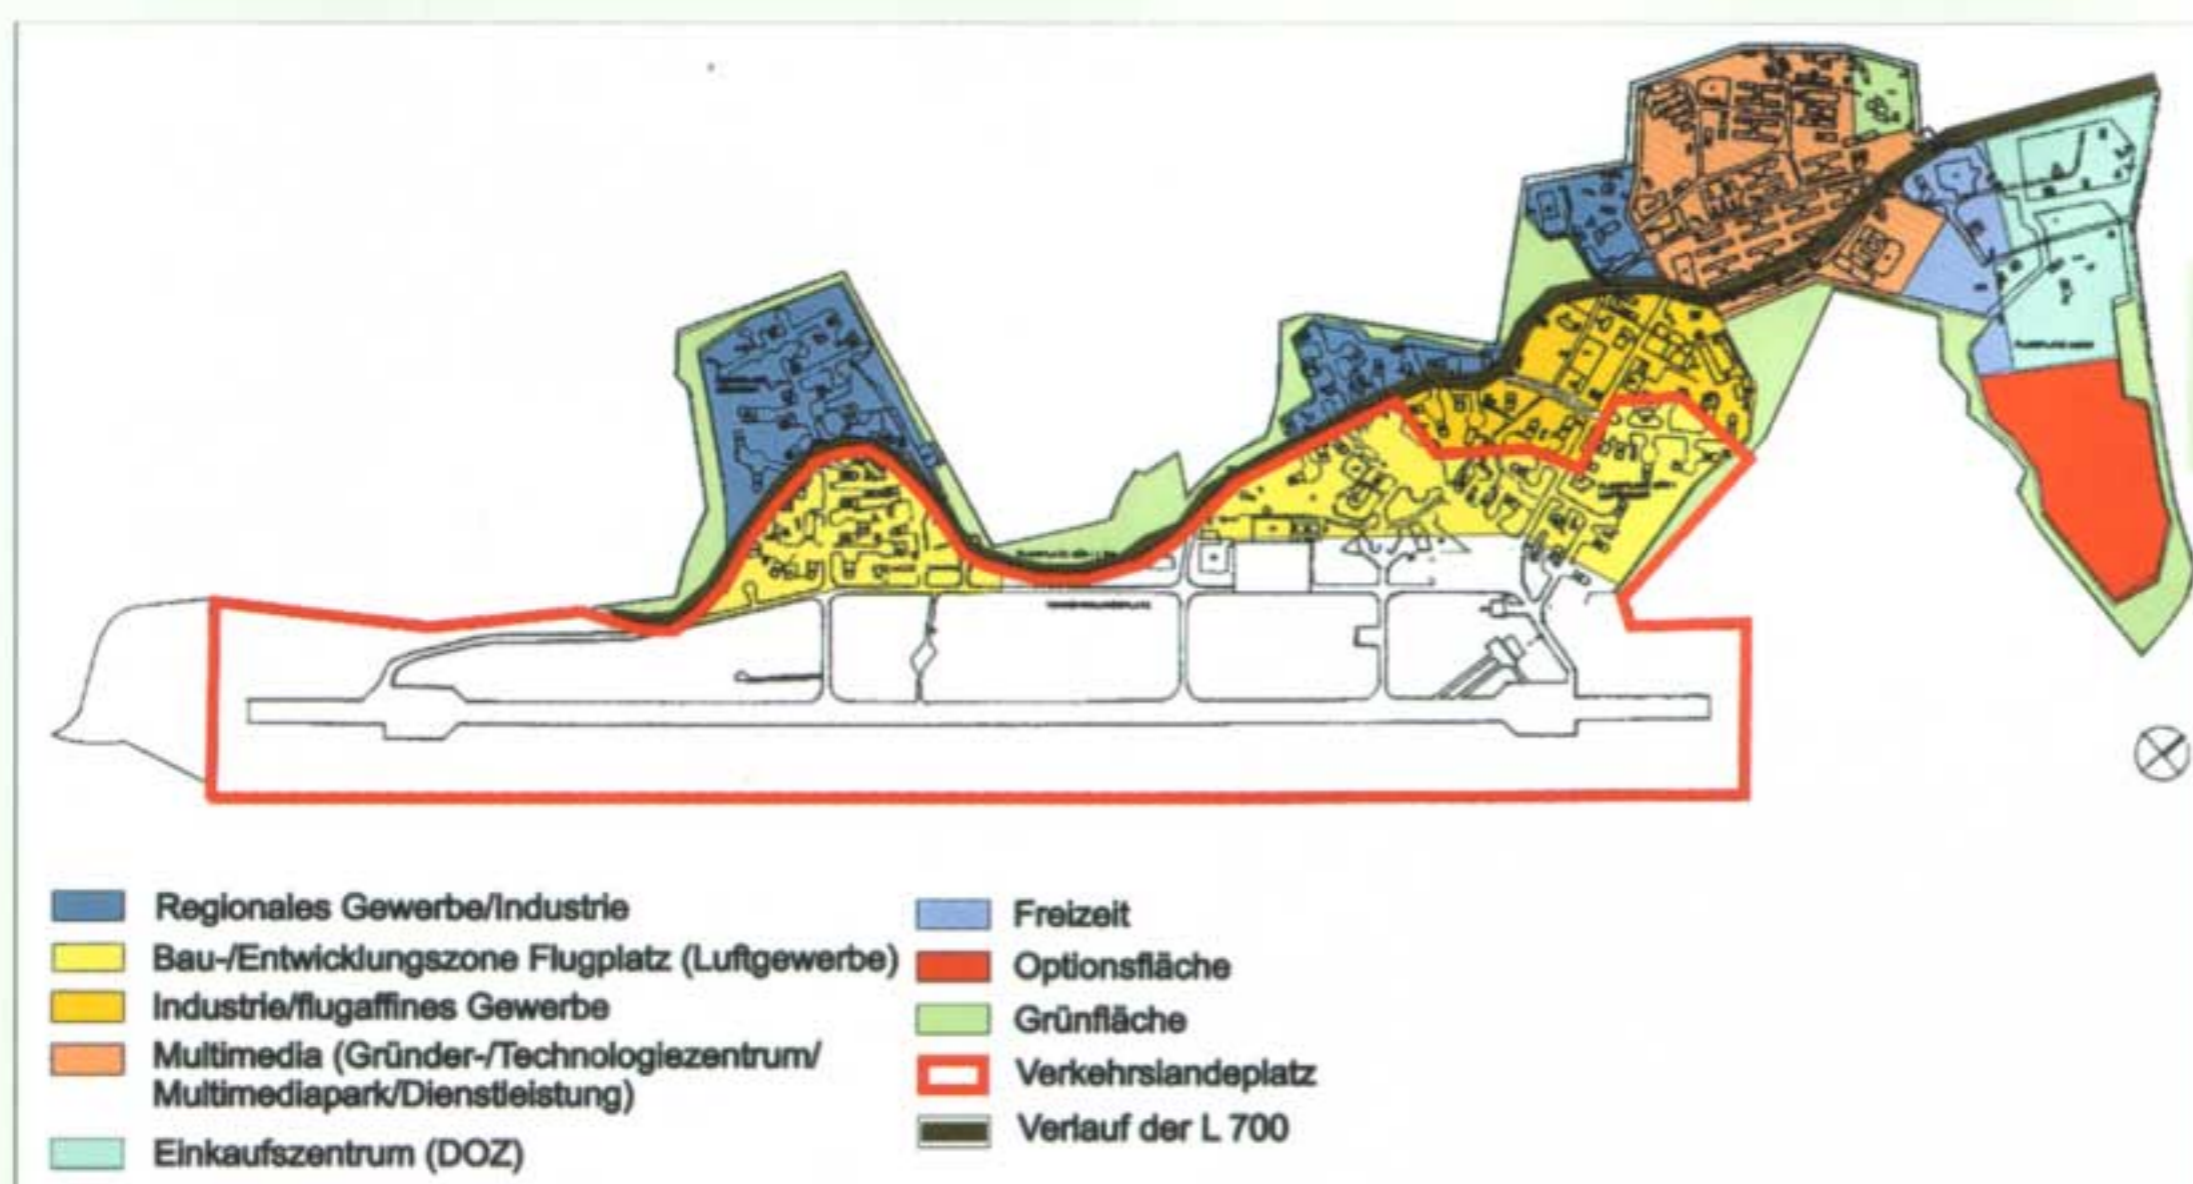 Regionales Gewerbe/Industrie
Bau-/Entwicklungszone Flugplatz (Luftgewerbe)
Industrie/flugaffines Gewerbe
Multimedia (Gründer-/Technologiezentrum/
Multimediapark/Dienstleistung)
Einkaufszentrum (DOZ)
Freizeit
Optionsfläche
Grünfläche
Verkehrslandeplatz
Verlauf der L 700